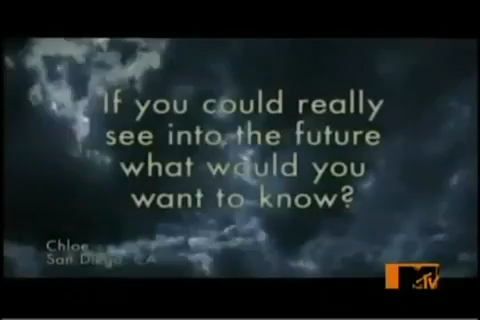 If you could really
see into the future
what would you
want to know?
Chloe
San Diego, CA
MTV